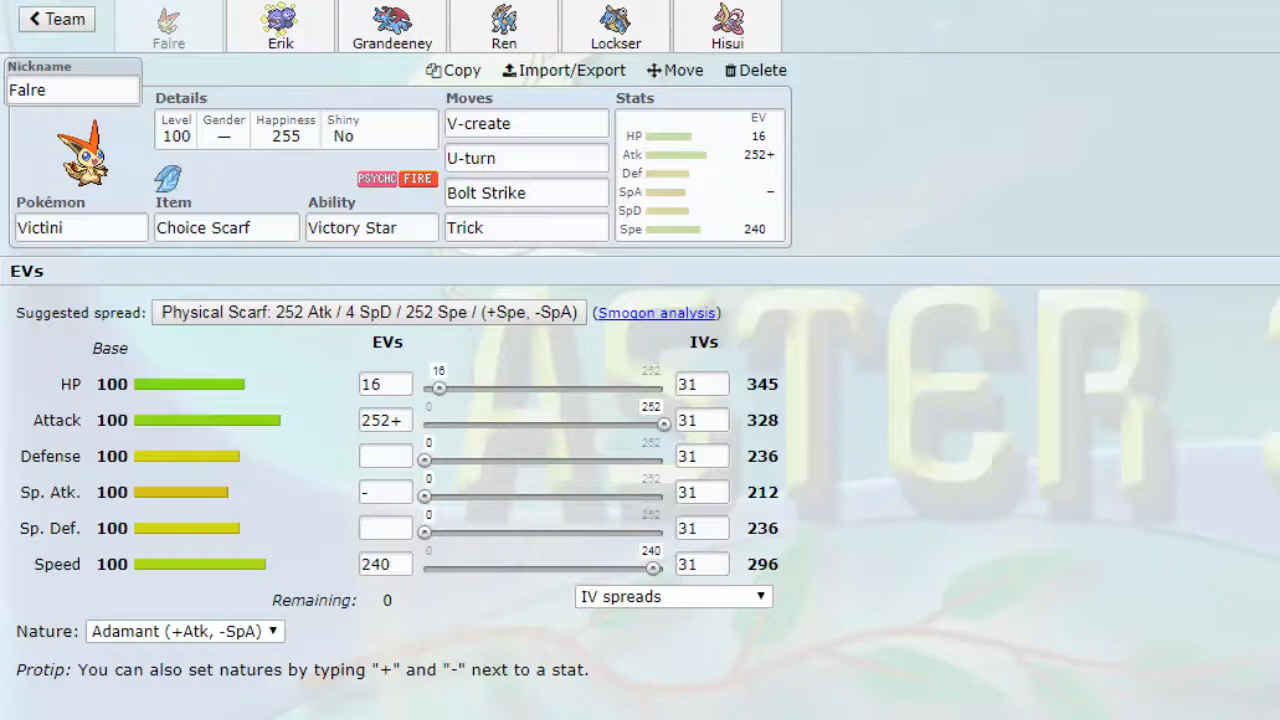 Team
Falre
Erik
Grandeeney
Ren
Lockser
Hisui
Nickname
Falre
Copy Import/Export Move Delete
Details
Level Gender Happiness Shiny
100 — 255 No
PSYCHC FIRE
Pokémon Item Ability
Victini Choice Scarf Victory Star
Moves
V-create
U-turn
Bolt Strike
Trick
Stats
EV
HP 16
Atk 252+
Def
SpA –
SpD
Spe 240
EVs
Suggested spread: Physical Scarf: 252 Atk / 4 SpD / 252 Spe / (+Spe, -SpA) (Smogon analysis)
Base EVs IVs
HP 100 16 16 252 31 345
Attack 100 252+ 0 252 31 328
Defense 100 0 252 31 236
Sp. Atk. 100 - 0 252 31 212
Sp. Def. 100 0 252 31 236
Speed 100 240 0 240 31 296
Remaining: 0 IV spreads
Nature: Adamant (+Atk, -SpA)
Protip: You can also set natures by typing "+" and "-" next to a stat.
ASTER